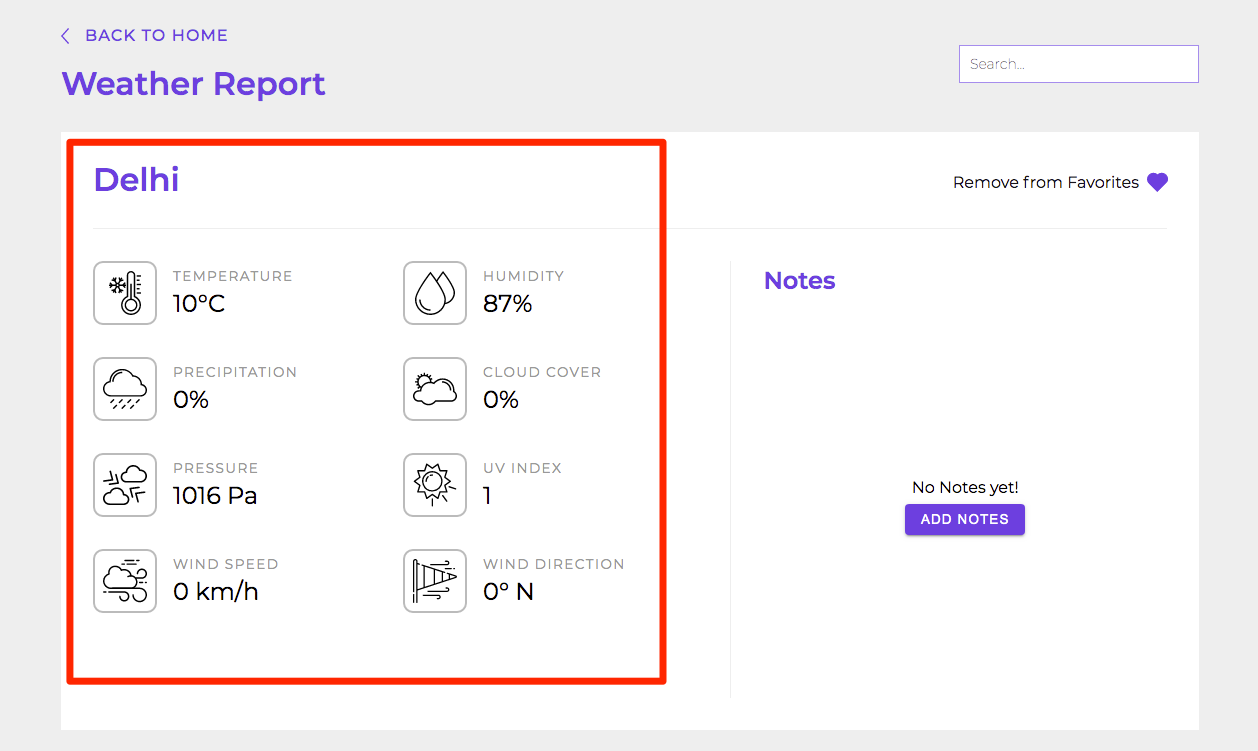 BACK TO HOME
Weather Report
Search...
Delhi
Remove from Favorites
TEMPERATURE
10°C
HUMIDITY
87%
PRECIPITATION
0%
CLOUD COVER
0%
PRESSURE
1016 Pa
UV INDEX
1
WIND SPEED
0 km/h
WIND DIRECTION
0° N
Notes
No Notes yet!
ADD NOTES